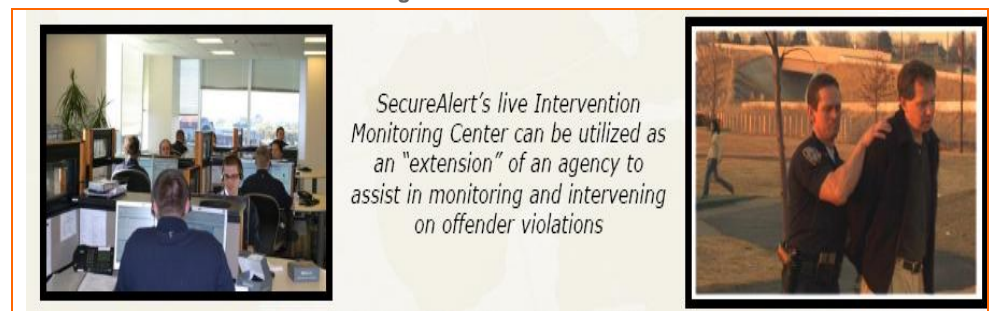 SecureAlert's live Intervention
Monitoring Center can be utilized as
an "extension" of an agency to
assist in monitoring and intervening
on offender violations